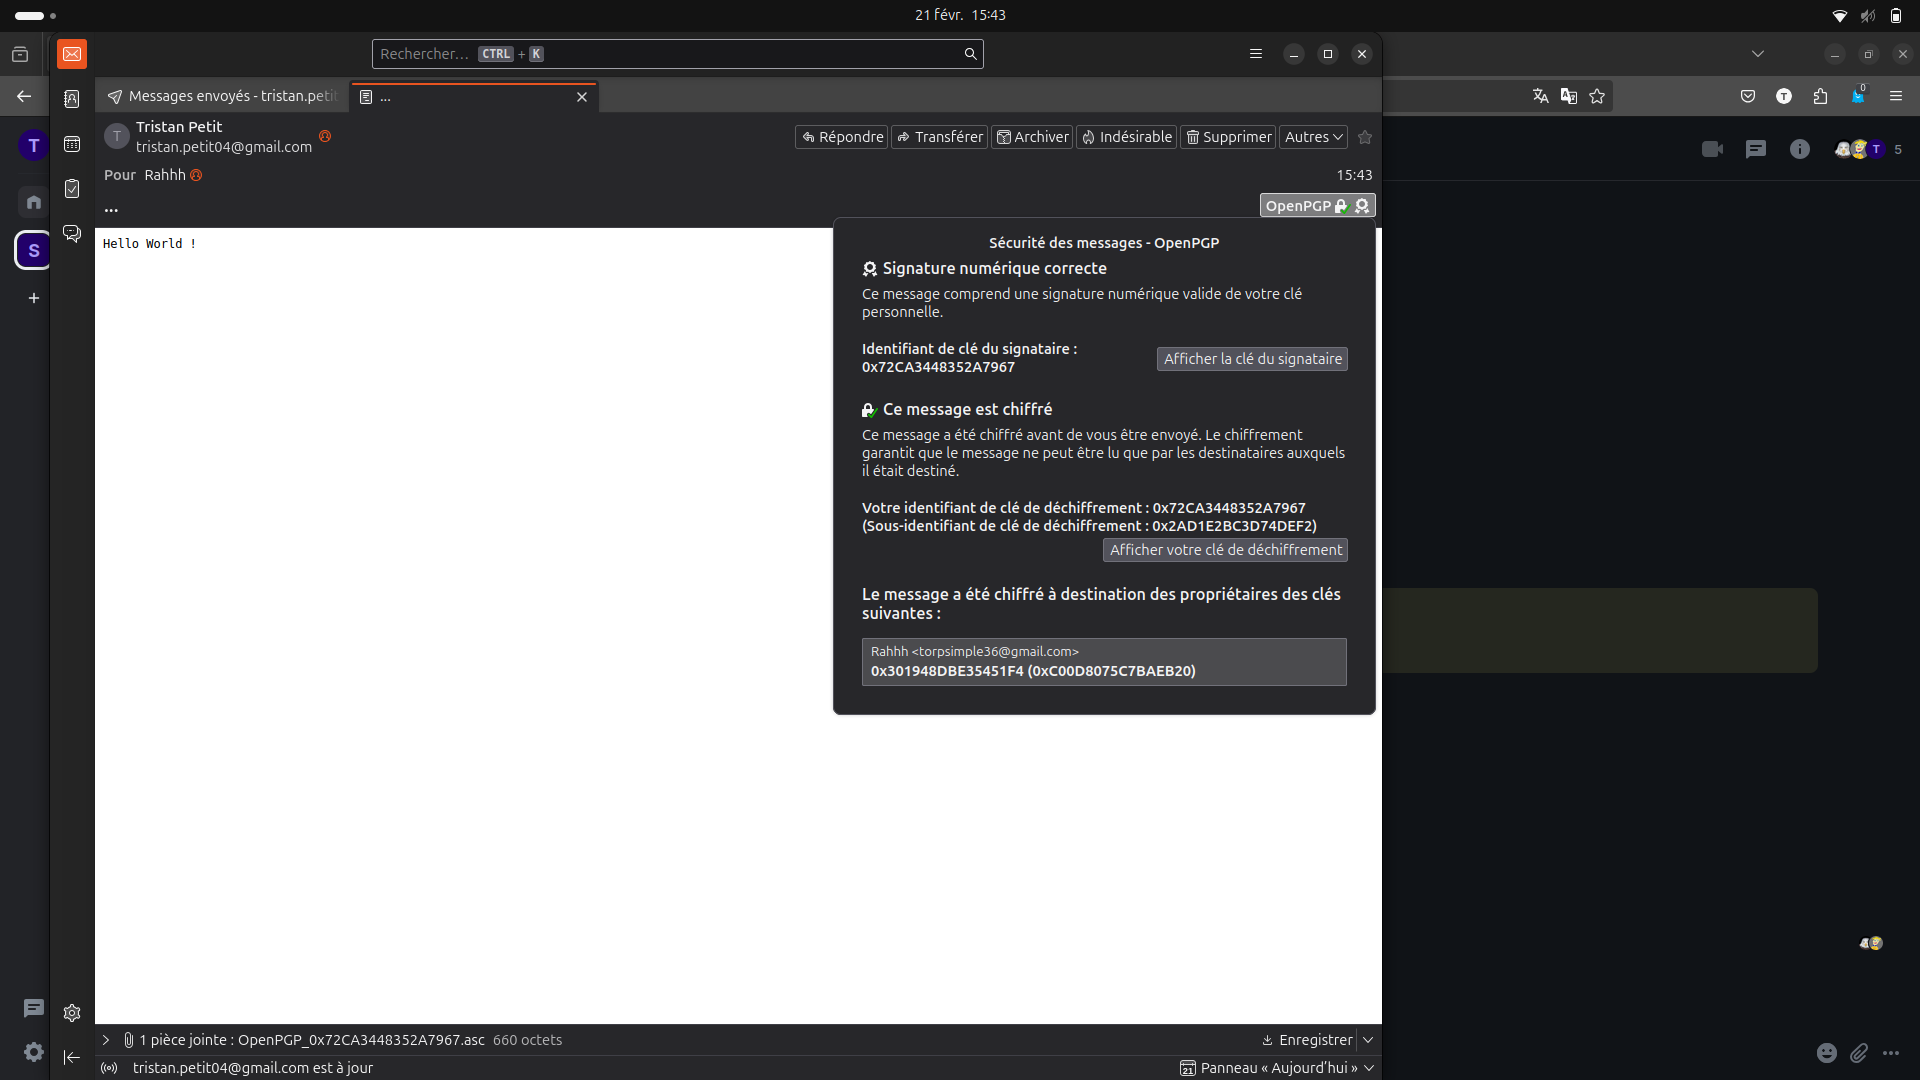 21 févr. 15:43
Rechercher… CTRL + K
Messages envoyés - tristan.petit
...
T
Tristan Petit
tristan.petit04@gmail.com
Répondre
Transférer
Archiver
Indésirable
Supprimer
Autres
Pour Rahhh
15:43
...
OpenPGP
Hello World !
Sécurité des messages - OpenPGP
Signature numérique correcte
Ce message comprend une signature numérique valide de votre clé
personnelle.
Identifiant de clé du signataire :
0x72CA3448352A7967
Afficher la clé du signataire
Ce message est chiffré
Ce message a été chiffré avant de vous être envoyé. Le chiffrement
garantit que le message ne peut être lu que par les destinataires auxquels
il était destiné.
Votre identifiant de clé de déchiffrement : 0x72CA3448352A7967
(Sous-identifiant de clé de déchiffrement : 0x2AD1E2BC3D74DEF2)
Afficher votre clé de déchiffrement
Le message a été chiffré à destination des propriétaires des clés
suivantes :
Rahhh <torpsimple36@gmail.com>
0x301948DBE35451F4 (0xC00D8075C7BAEB20)
1 pièce jointe : OpenPGP_0x72CA3448352A7967.asc 660 octets
Enregistrer
tristan.petit04@gmail.com est à jour
21 Panneau « Aujourd’hui »
T
S
T
0
T
5